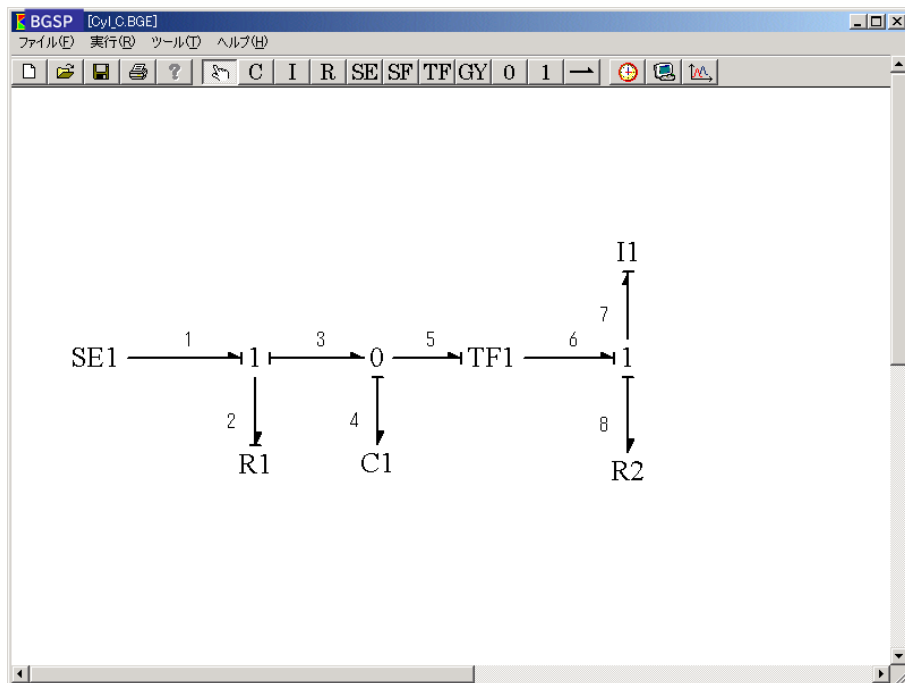 BGSP [Cyl_C.BGE]
ファイル(F) 実行(R) ツール(T) ヘルプ(H)
? C I R SE SF TF GY 0 1
I1
7
1 3 5 6
SE1 1 0 TF1 1
2 4 8
R1 C1 R2